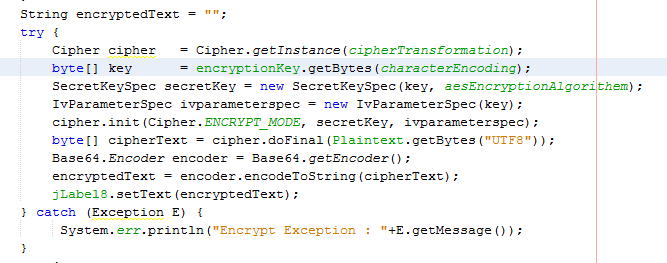 String encryptedText = "";
try {
Cipher cipher = Cipher.getInstance(cipherTransformation);
byte[] key = encryptionKey.getBytes(characterEncoding);
SecretKeySpec secretKey = new SecretKeySpec(key, aesEncryptionAlgorithem);
IvParameterSpec ivparameterspec = new IvParameterSpec(key);
cipher.init(Cipher.ENCRYPT_MODE, secretKey, ivparameterspec);
byte[] cipherText = cipher.doFinal(Plaintext.getBytes("UTF8"));
Base64.Encoder encoder = Base64.getEncoder();
encryptedText = encoder.encodeToString(cipherText);
jLabel8.setText(encryptedText);
} catch (Exception E) {
System.err.println("Encrypt Exception : "+E.getMessage());
}